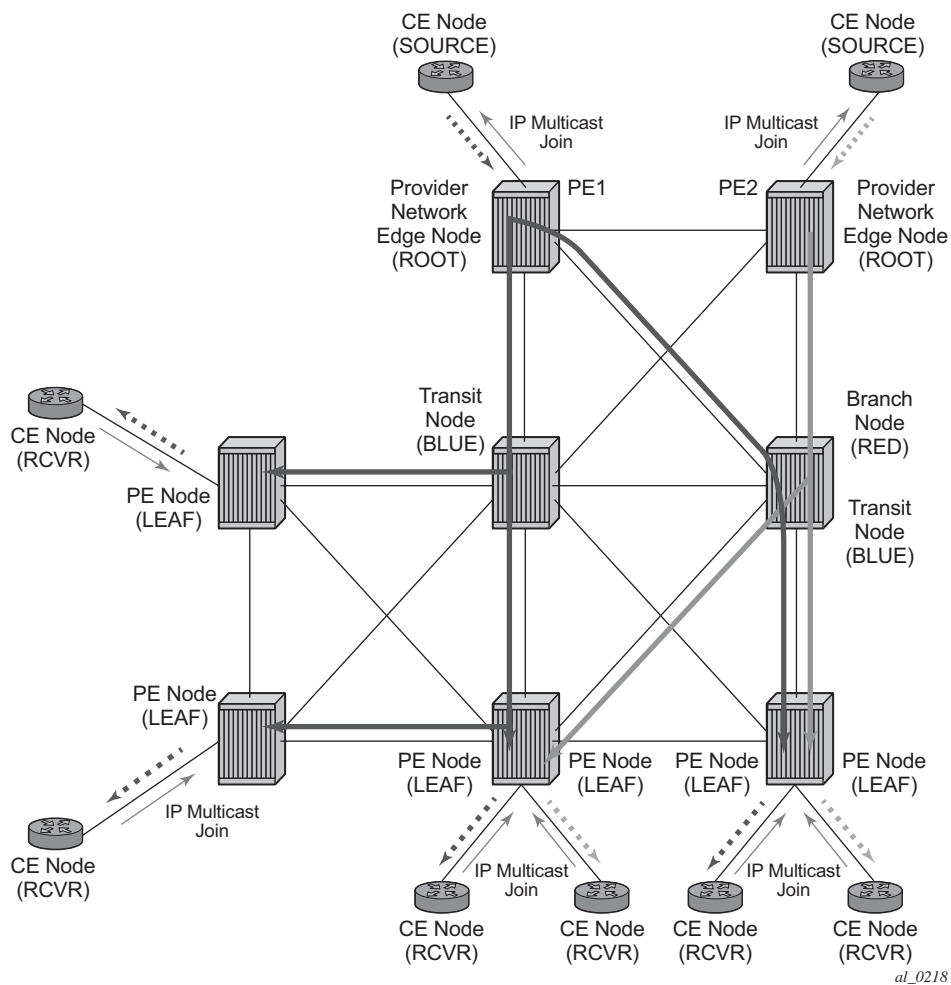 CE Node
(SOURCE)
CE Node
(SOURCE)
IP Multicast
Join
IP Multicast
Join
Provider
Network
Edge Node
(ROOT)
PE1
PE2
Provider
Network
Edge Node
(ROOT)
Transit
Node
(BLUE)
Branch
Node
(RED)
CE Node
(RCVR)
PE Node
(LEAF)
Transit
Node
(BLUE)
PE Node
(LEAF)
PE Node
(LEAF)
PE Node
(LEAF)
PE Node
(LEAF)
PE Node
(LEAF)
IP Multicast
Join
CE Node
(RCVR)
IP Multicast
Join
IP Multicast
Join
CE Node
(RCVR)
CE Node
(RCVR)
CE Node
(RCVR)
CE Node
(RCVR)
al_0218